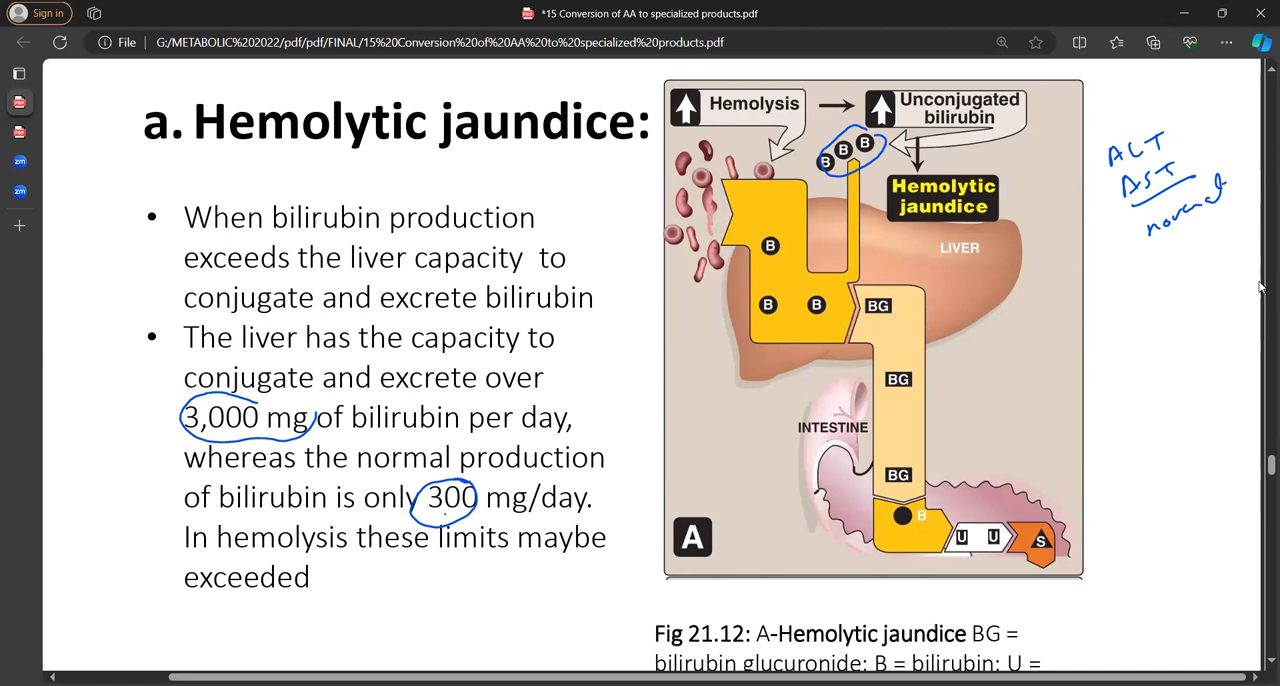 Sign in
*15 Conversion of AA to specialized products.pdf
File
G:/METABOLIC%202022/pdf/pdf/FINAL/15%20Conversion%20of%20AA%20to%20specialized%20products.pdf
a. Hemolytic jaundice:
• When bilirubin production
exceeds the liver capacity to
conjugate and excrete bilirubin
• The liver has the capacity to
conjugate and excrete over
3,000 mg of bilirubin per day,
whereas the normal production
of bilirubin is only 300 mg/day.
In hemolysis these limits maybe
exceeded
Hemolysis
Unconjugated
bilirubin
B B B
Hemolytic
jaundice
LIVER
B
B B BG
BG
INTESTINE
BG
B
U U S
A
ALT
AST
normal
Fig 21.12: A-Hemolytic jaundice BG =
bilirubin glucuronide; B = bilirubin; U =